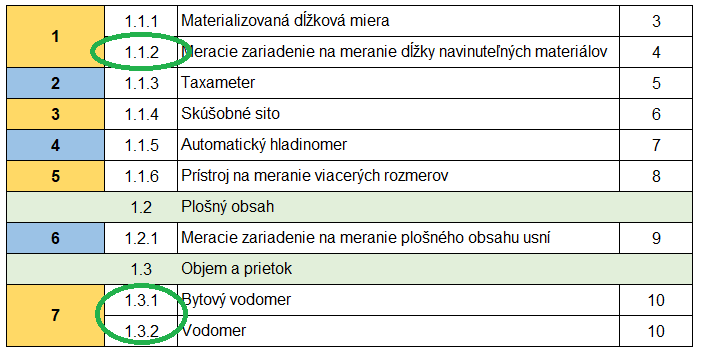 1 1.1.1 Materializovaná dĺžková miera 3
1.1.2 Meracie zariadenie na meranie dĺžky navinuteľných materiálov 4
2 1.1.3 Taxameter 5
3 1.1.4 Skúšobné sito 6
4 1.1.5 Automatický hladinomer 7
5 1.1.6 Prístroj na meranie viacerých rozmerov 8
1.2 Plošný obsah
6 1.2.1 Meracie zariadenie na meranie plošného obsahu usní 9
1.3 Objem a prietok
7 1.3.1 Bytový vodomer 10
1.3.2 Vodomer 10